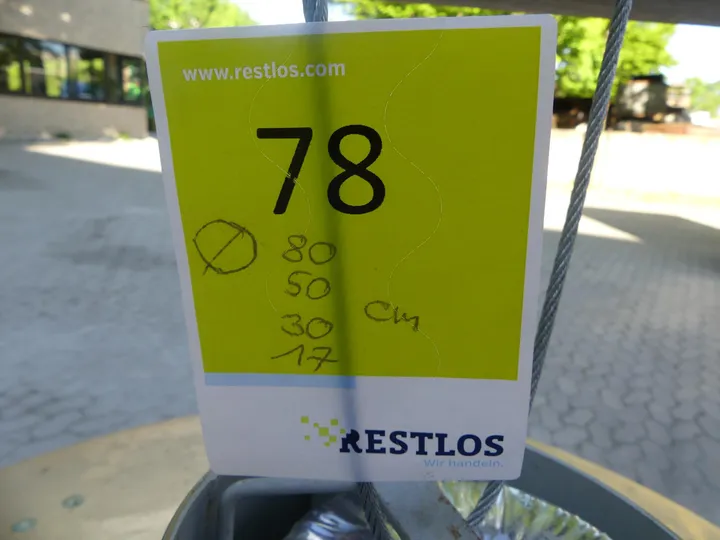 www.restlos.com
78
Ø 80
50
30 cm
17
RESTLOS
Wir handeln.